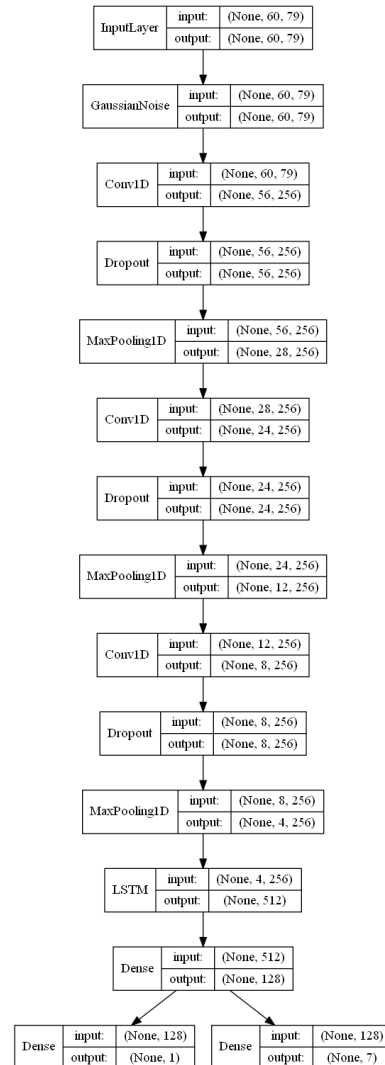 InputLayer
input: (None, 60, 79)
output: (None, 60, 79)
GaussianNoise
input: (None, 60, 79)
output: (None, 60, 79)
Conv1D
input: (None, 60, 79)
output: (None, 56, 256)
Dropout
input: (None, 56, 256)
output: (None, 56, 256)
MaxPooling1D
input: (None, 56, 256)
output: (None, 28, 256)
Conv1D
input: (None, 28, 256)
output: (None, 24, 256)
Dropout
input: (None, 24, 256)
output: (None, 24, 256)
MaxPooling1D
input: (None, 24, 256)
output: (None, 12, 256)
Conv1D
input: (None, 12, 256)
output: (None, 8, 256)
Dropout
input: (None, 8, 256)
output: (None, 8, 256)
MaxPooling1D
input: (None, 8, 256)
output: (None, 4, 256)
LSTM
input: (None, 4, 256)
output: (None, 512)
Dense
input: (None, 512)
output: (None, 128)
Dense
input: (None, 128)
output: (None, 1)
Dense
input: (None, 128)
output: (None, 7)